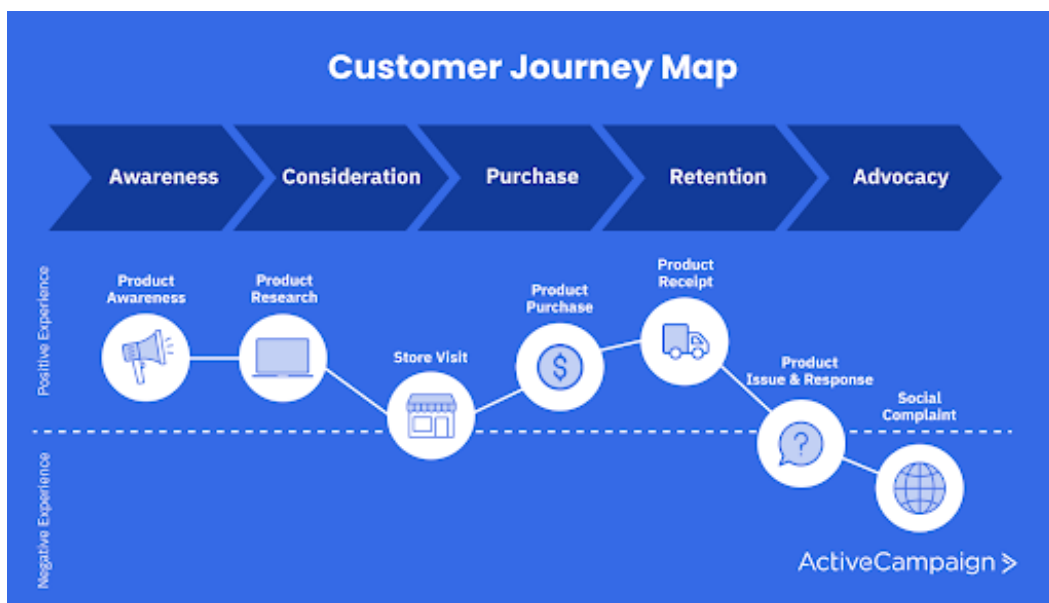 Customer Journey Map
Awareness
Consideration
Purchase
Retention
Advocacy
Positive Experience
Product
Awareness
Product
Research
Store Visit
Product
Purchase
Product
Receipt
$
Product
Issue & Response
?
Social
Complaint
Negative Experience
ActiveCampaign